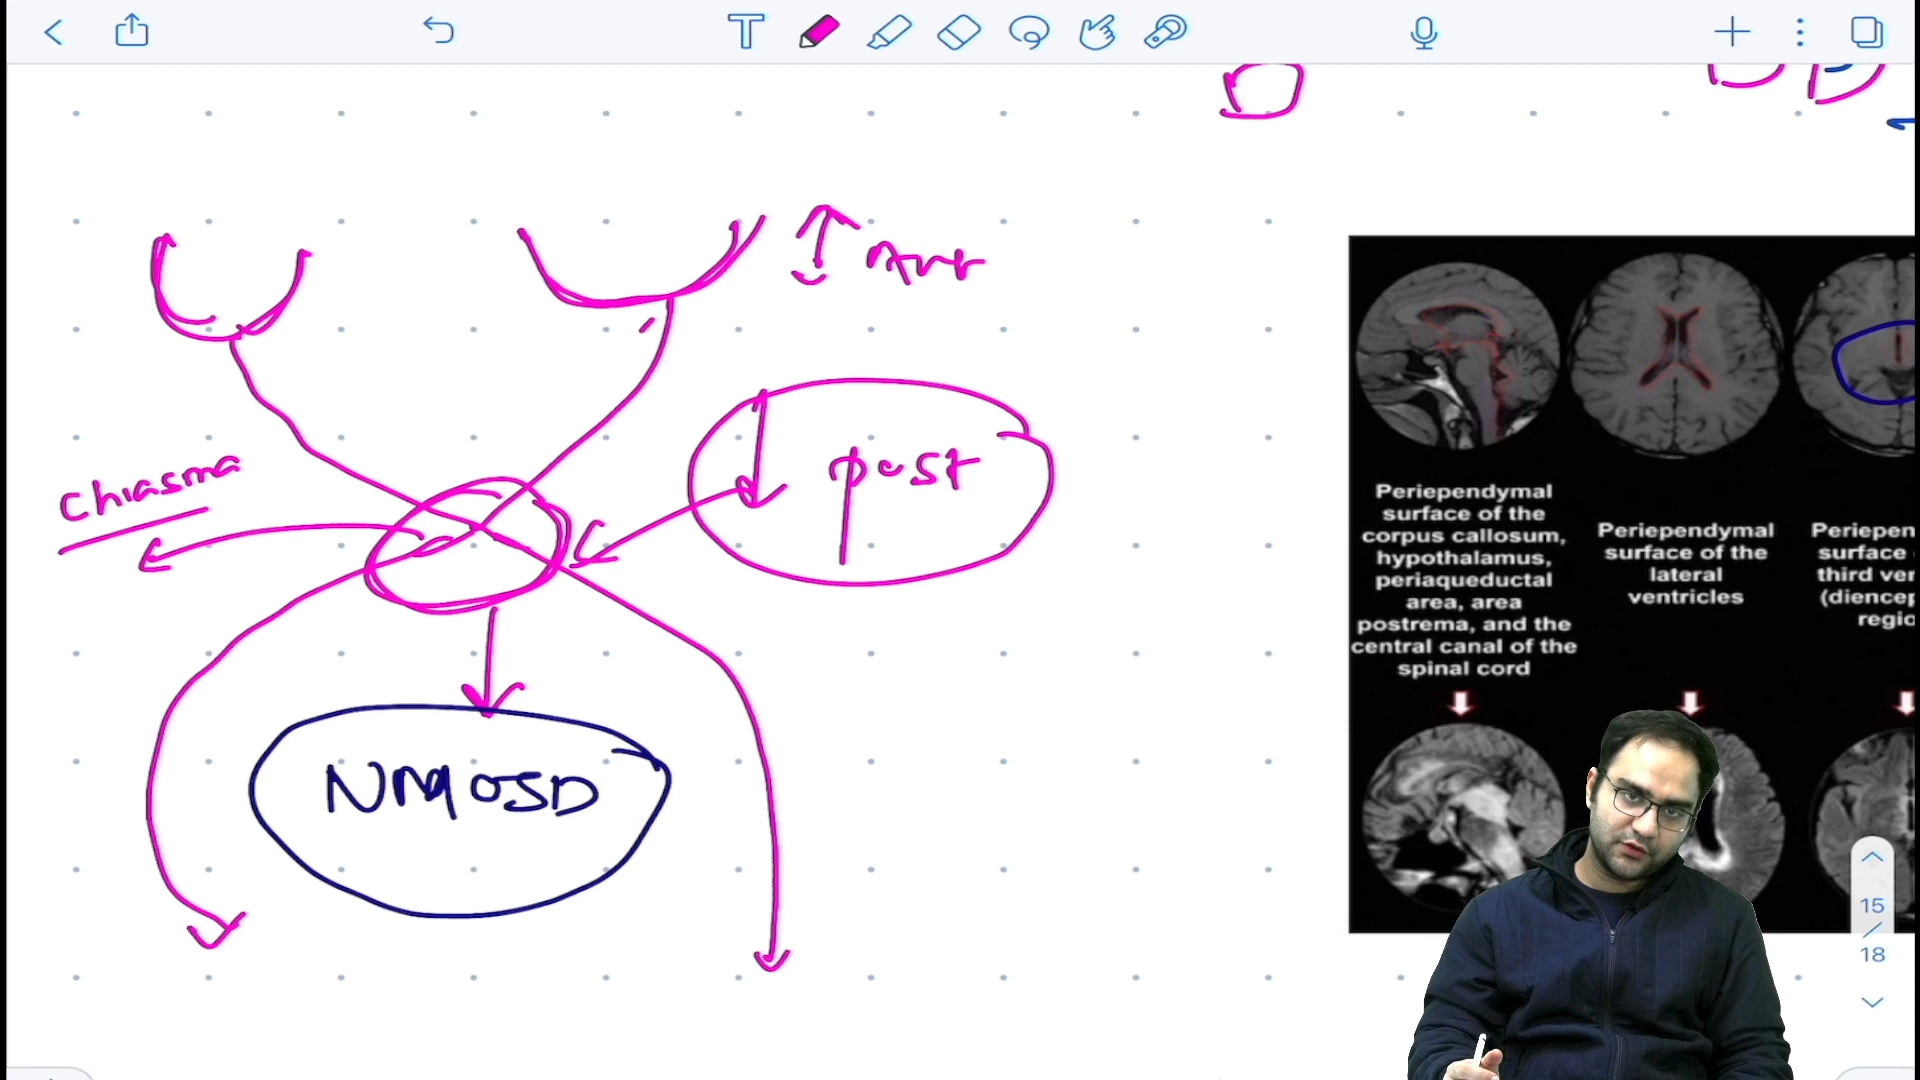 Ant
Chiasma
post
NMOSD
Periependymal
surface of the
corpus callosum,
hypothalamus,
periaqueductal
area, area
postrema, and the
central canal of the
spinal cord
Periependymal
surface of the
lateral
ventricles
Periepen
surface
third ver
(diencep
regio
15
/
18